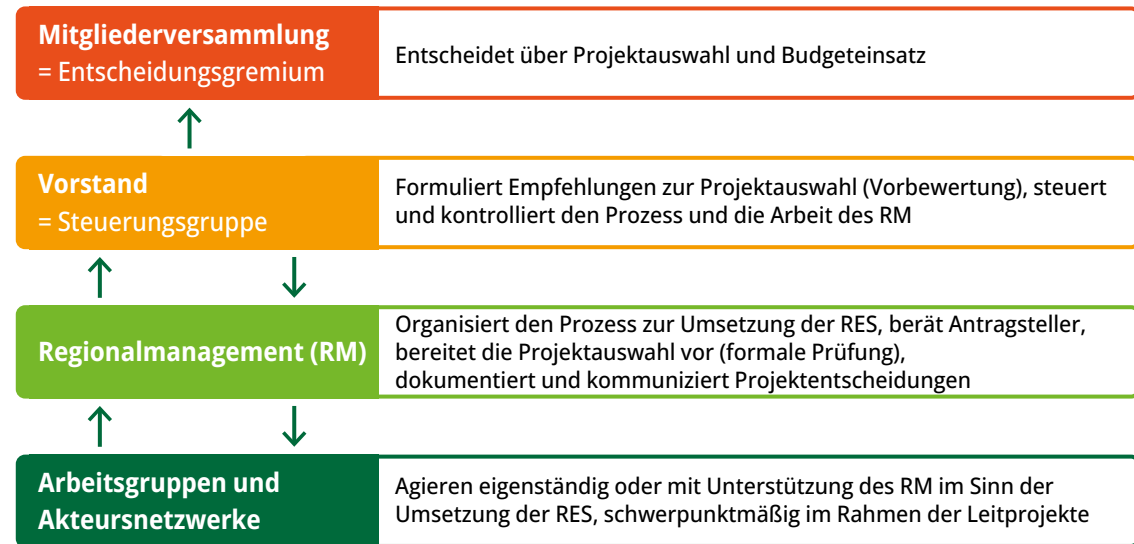 Mitgliederversammlung
= Entscheidungsgremium
Entscheidet über Projektauswahl und Budgeteinsatz
Vorstand
= Steuerungsgruppe
Formuliert Empfehlungen zur Projektauswahl (Vorbewertung), steuert
und kontrolliert den Prozess und die Arbeit des RM
Regionalmanagement (RM)
Organisiert den Prozess zur Umsetzung der RES, berät Antragsteller,
bereitet die Projektauswahl vor (formale Prüfung),
dokumentiert und kommuniziert Projektentscheidungen
Arbeitsgruppen und
Akteursnetzwerke
Agieren eigenständig oder mit Unterstützung des RM im Sinn der
Umsetzung der RES, schwerpunktmäßig im Rahmen der Leitprojekte